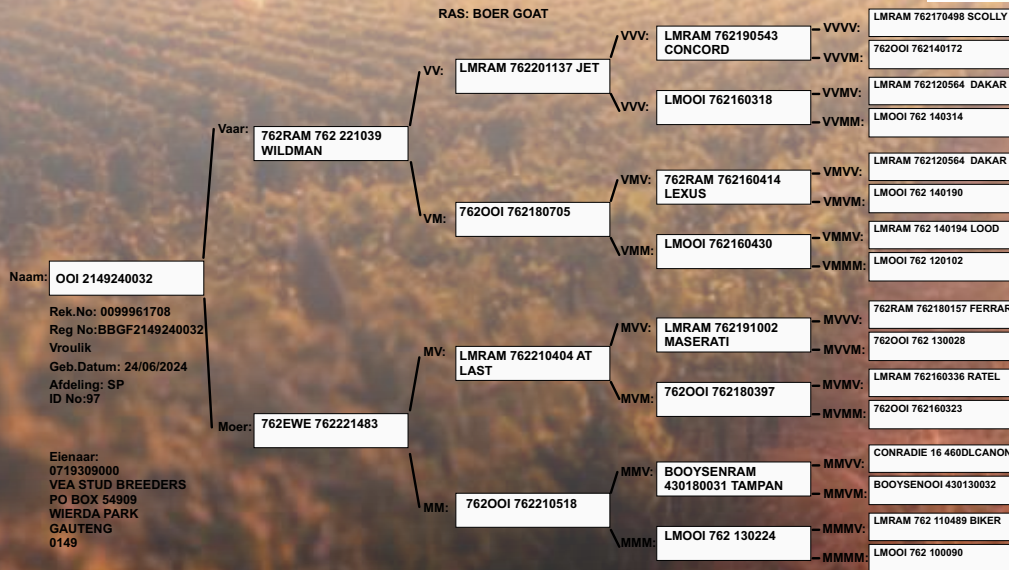 RAS: BOER GOAT
Naam:
OOI 2149240032
Rek.No: 0099961708
Reg No:BBGF2149240032
Vroulik
Geb.Datum: 24/06/2024
Afdeling: SP
ID No:97
Eienaar:
0719309000
VEA STUD BREEDERS
PO BOX 54909
WIERDA PARK
GAUTENG
0149
Vaar:
762RAM 762 221039
WILDMAN
Moer:
762EWE 762221483
VV:
LMRAM 762201137 JET
VM:
762OOI 762180705
MV:
LMRAM 762210404 AT
LAST
MM:
762OOI 762210518
VVV:
LMRAM 762190543
CONCORD
VVV:
LMOOI 762160318
VMV:
762RAM 762160414
LEXUS
VMM:
LMOOI 762160430
MVV:
LMRAM 762191002
MASERATI
MVM:
762OOI 762180397
MMV:
BOOYSENRAM
430180031 TAMPAN
MMM:
LMOOI 762 130224
VVVV:
LMRAM 762170498 SCOLLY
VVVM:
762OOI 762140172
VVMV:
LMRAM 762120564 DAKAR
VVMM:
LMOOI 762 140314
VMVV:
LMRAM 762120564 DAKAR
VMVM:
LMOOI 762 140190
VMMV:
LMRAM 762 140194 LOOD
VMMM:
LMOOI 762 120102
MVVV:
762RAM 762180157 FERRAR
MVVM:
762OOI 762 130028
MVMV:
LMRAM 762160336 RATEL
MVMM:
762OOI 762160323
MMVV:
CONRADIE 16 460DLCANON
MMVM:
BOOYSENOOI 430130032
MMMV:
LMRAM 762 110489 BIKER
MMMM:
LMOOI 762 100090